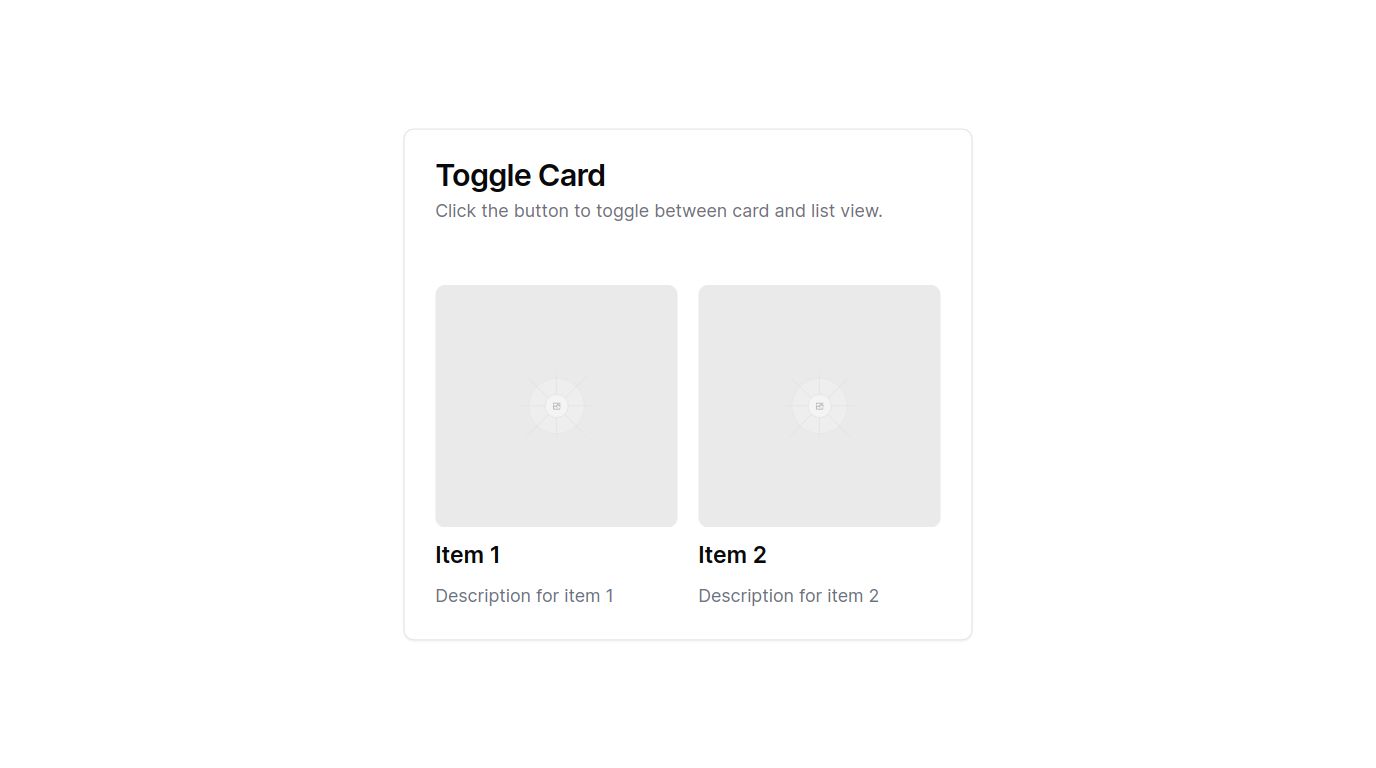 Toggle Card
Click the button to toggle between card and list view.
Item 1
Item 2
Description for item 1
Description for item 2